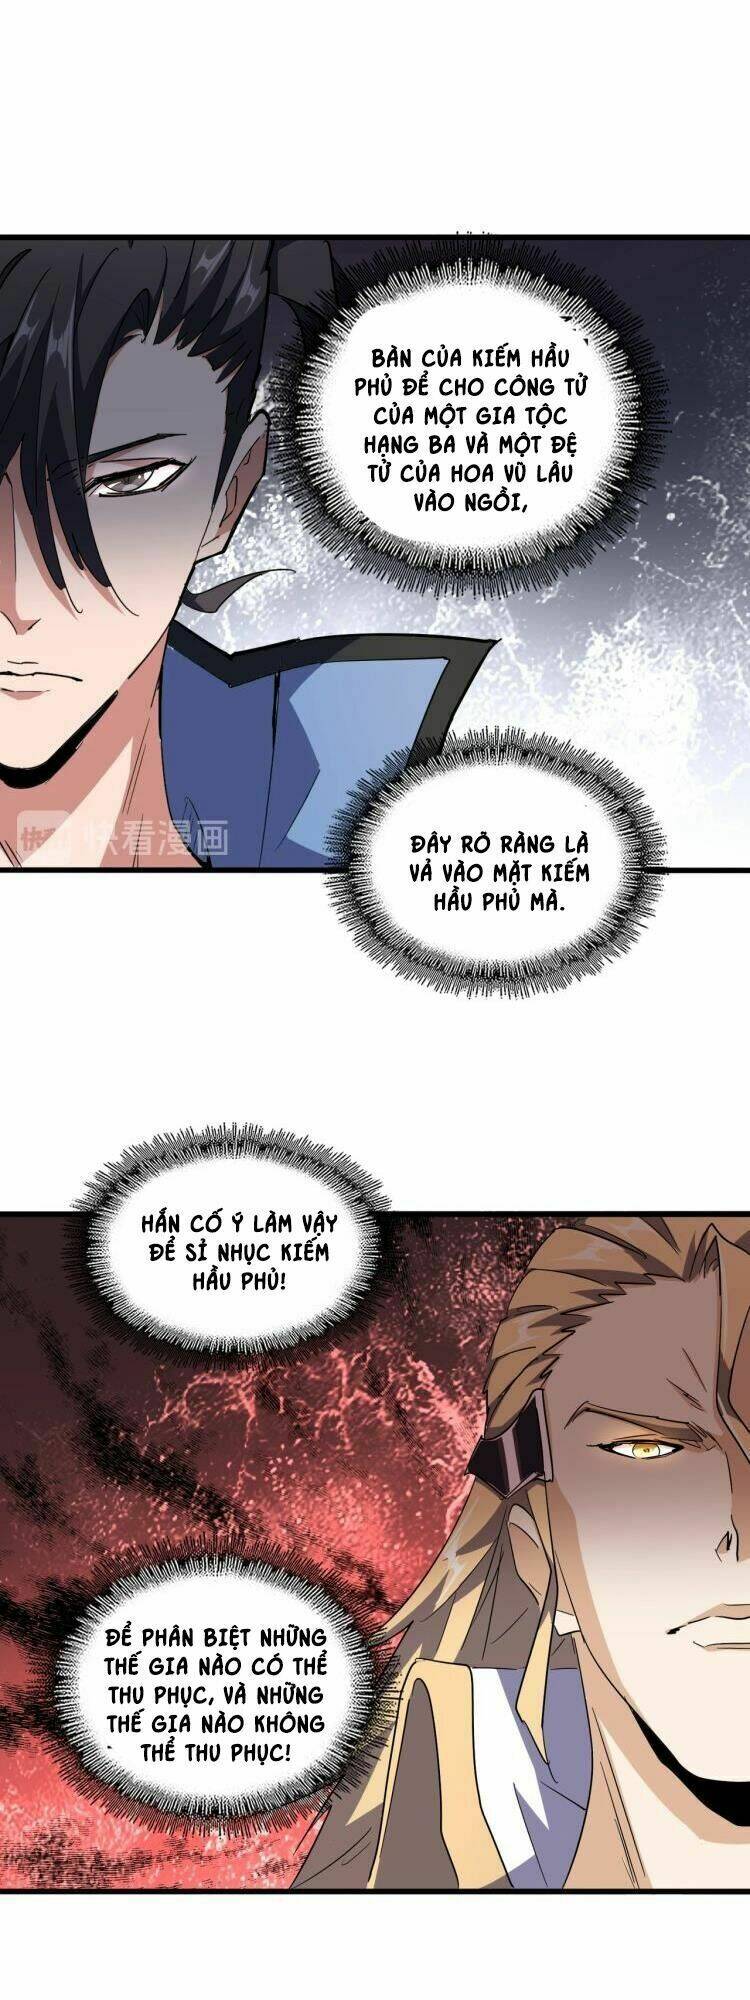 BÀN CỦA KIẾM HẦU
PHỦ ĐỂ CHO CÔNG TỬ
CỦA MỘT GIA TỘC
HẠNG BA VÀ MỘT ĐỆ
TỬ CỦA HOA VŨ LÂU
VÀO NGỒI,
快看漫画
ĐÂY RÕ RÀNG LÀ
VẢ VÀO MẶT KIẾM
HẦU PHỦ MÀ.
HẮN CỐ Ý LÀM VẬY
ĐỂ SỈ NHỤC KIẾM
HẦU PHỦ!
ĐỂ PHÂN BIỆT NHỮNG
THẾ GIA NÀO CÓ THỂ
THU PHỤC, VÀ NHỮNG
THẾ GIA NÀO KHÔNG
THỂ THU PHỤC!